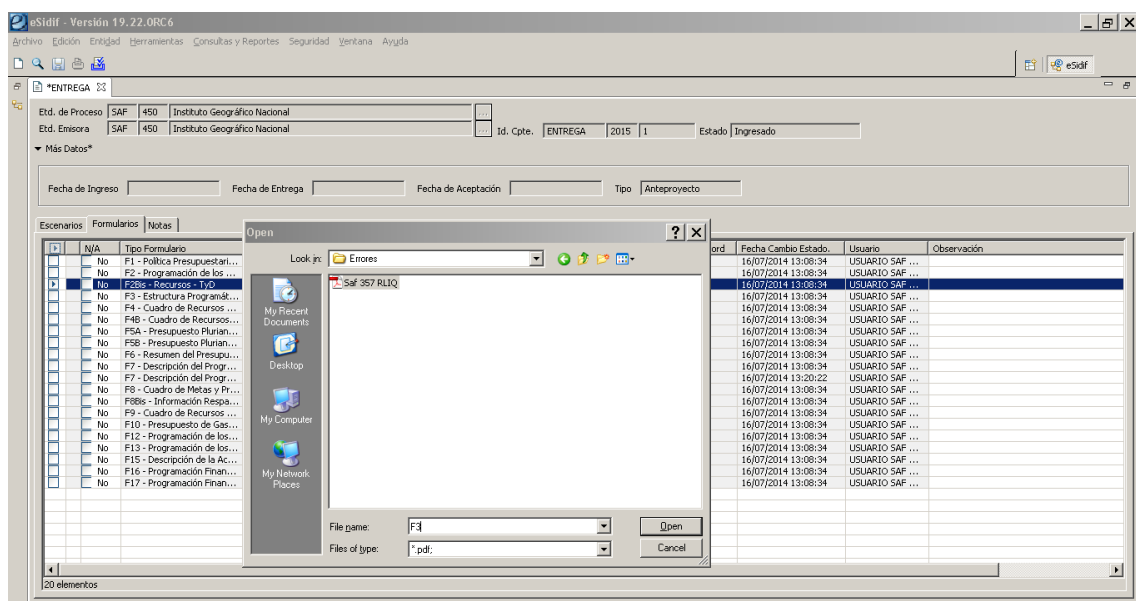 eSidif - Versión 19.22.0RC6
Archivo Edición Entidad Herramientas Consultas y Reportes Seguridad Ventana Ayuda
eSidif
*ENTREGA
Etd. de Proceso SAF 450 Instituto Geográfico Nacional ...
Etd. Emisora SAF 450 Instituto Geográfico Nacional ... Id. Cpte. ENTREGA 2015 1 Estado Ingresado
Más Datos*
Fecha de Ingreso Fecha de Entrega Fecha de Aceptación Tipo Anteproyecto
Escenarios Formularios Notas
N/A Tipo Formulario ord Fecha Cambio Estado. Usuario Observación
No F1 - Política Presupuestari... 16/07/2014 13:08:34 USUARIO SAF ...
No F2 - Programación de los ... 16/07/2014 13:08:34 USUARIO SAF ...
No F2Bis - Recursos - TyD 16/07/2014 13:08:34 USUARIO SAF ...
No F3 - Estructura Programát... 16/07/2014 13:08:34 USUARIO SAF ...
No F4 - Cuadro de Recursos ... 16/07/2014 13:08:34 USUARIO SAF ...
No F4B - Cuadro de Recursos... 16/07/2014 13:08:34 USUARIO SAF ...
No F5A - Presupuesto Plurian... 16/07/2014 13:08:34 USUARIO SAF ...
No F5B - Presupuesto Plurian... 16/07/2014 13:08:34 USUARIO SAF ...
No F6 - Resumen del Presupu... 16/07/2014 13:08:34 USUARIO SAF ...
No F7 - Descripción del Progr... 16/07/2014 13:08:34 USUARIO SAF ...
No F7 - Descripción del Progr... 16/07/2014 13:20:22 USUARIO SAF ...
No F8 - Cuadro de Metas y Pr... 16/07/2014 13:08:34 USUARIO SAF ...
No F8Bis - Información Respa... 16/07/2014 13:08:34 USUARIO SAF ...
No F9 - Cuadro de Recursos ... 16/07/2014 13:08:34 USUARIO SAF ...
No F10 - Presupuesto de Gas... 16/07/2014 13:08:34 USUARIO SAF ...
No F12 - Programación de los... 16/07/2014 13:08:34 USUARIO SAF ...
No F13 - Programación de los... 16/07/2014 13:08:34 USUARIO SAF ...
No F15 - Descripción de la Ac... 16/07/2014 13:08:34 USUARIO SAF ...
No F16 - Programación Finan... 16/07/2014 13:08:34 USUARIO SAF ...
No F17 - Programación Finan... 16/07/2014 13:08:34 USUARIO SAF ...
20 elementos
Open
Look in: Errores
Saf 357 RLIQ
My Recent
Documents
Desktop
My Computer
My Network
Places
File name: F3 Open
Files of type: *.pdf; Cancel